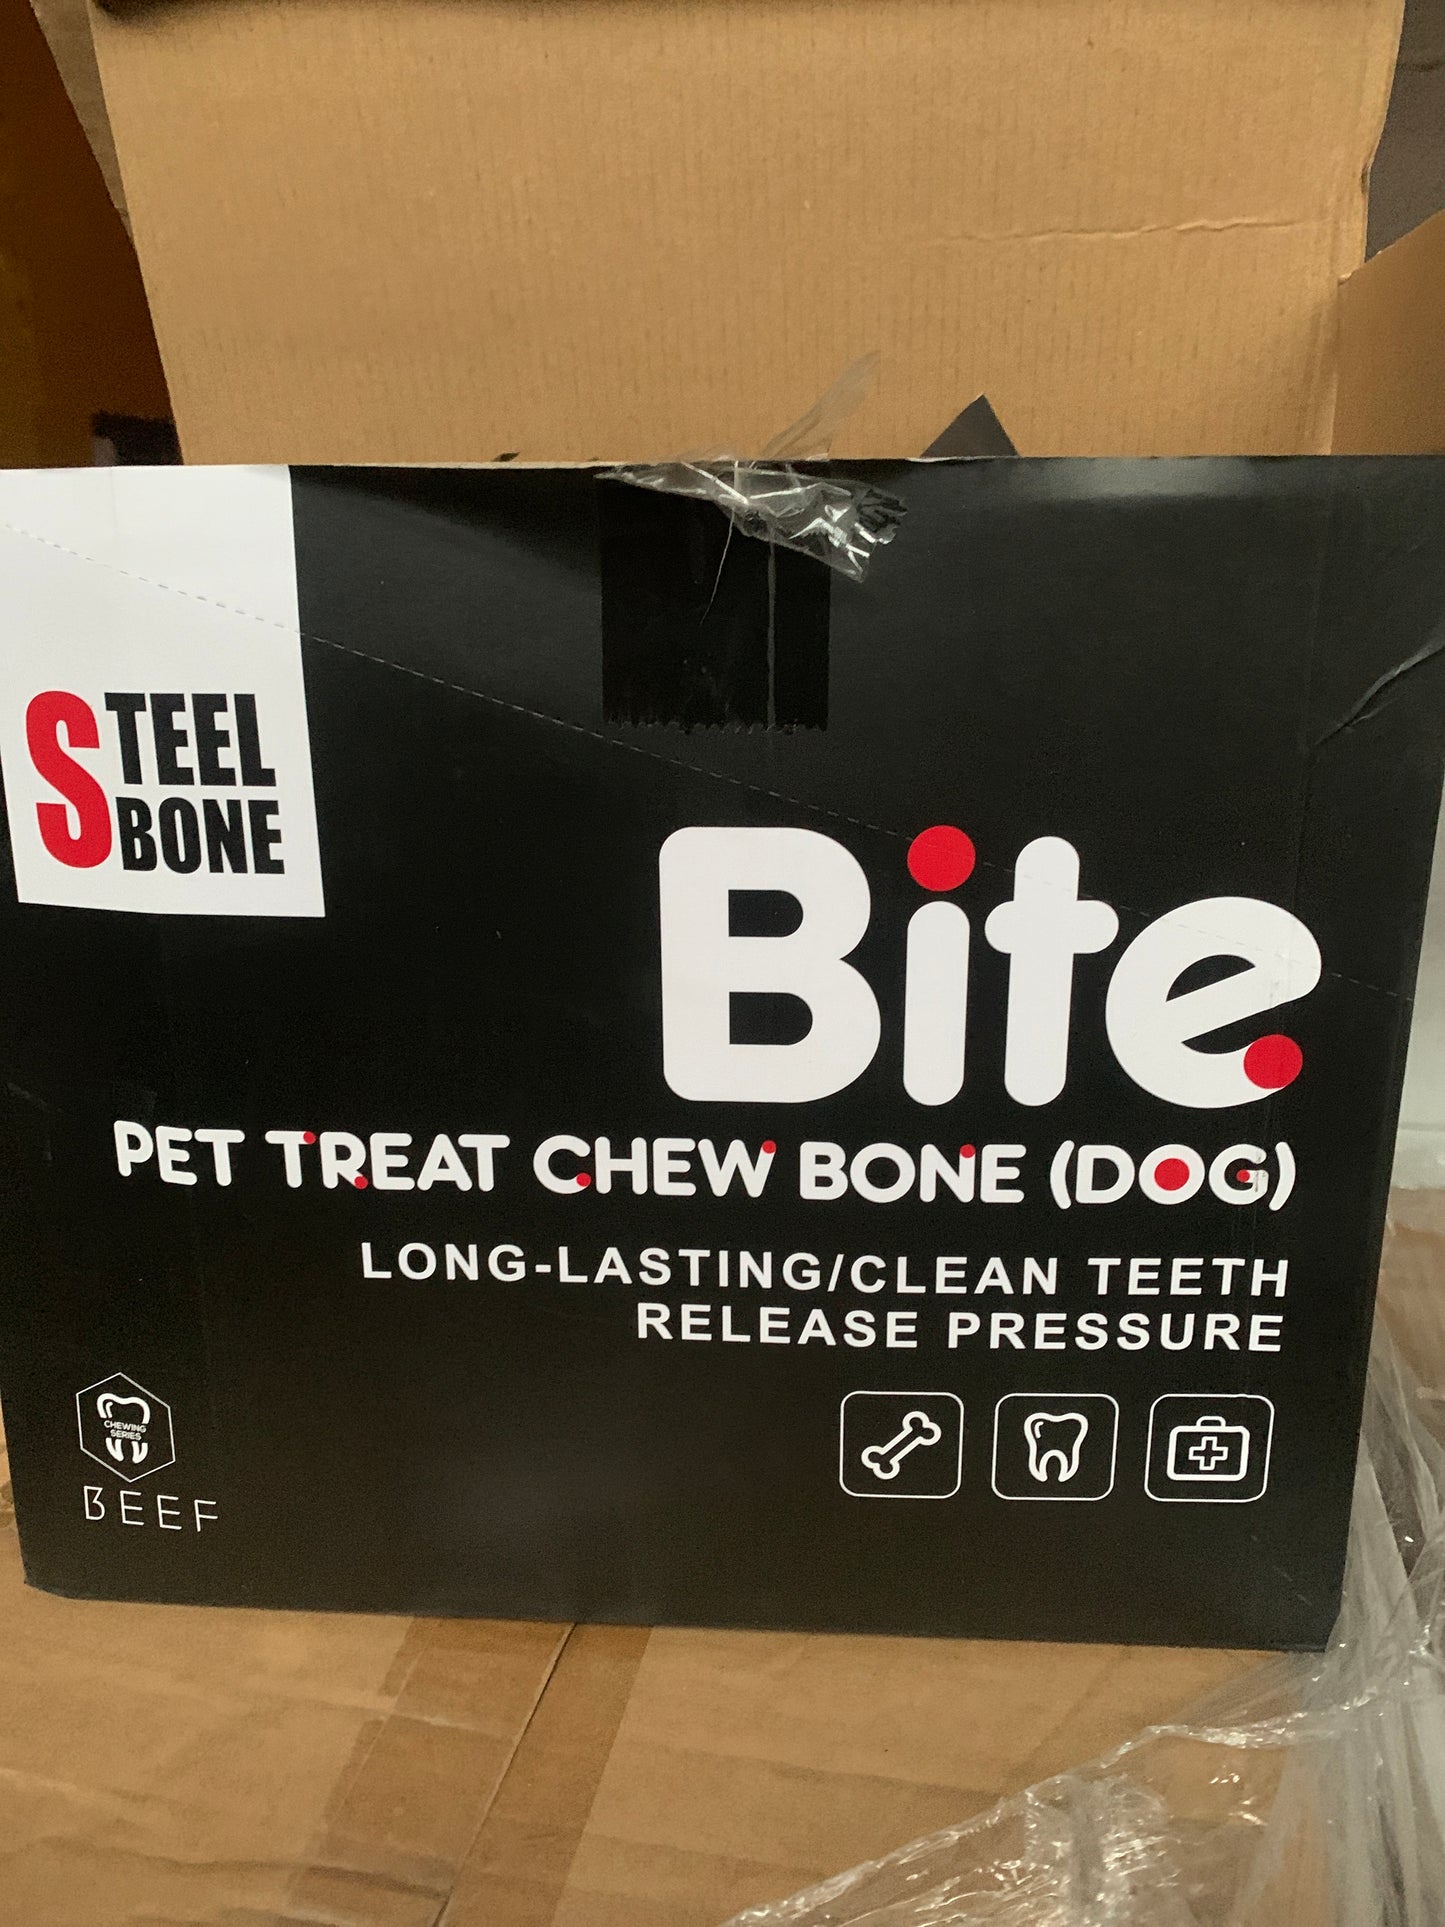 STEEL
BONE
Bite
PET TREAT CHEW BONE (DOG)
LONG-LASTING/CLEAN TEETH
RELEASE PRESSURE
CHEWING
SERIES
BEEF